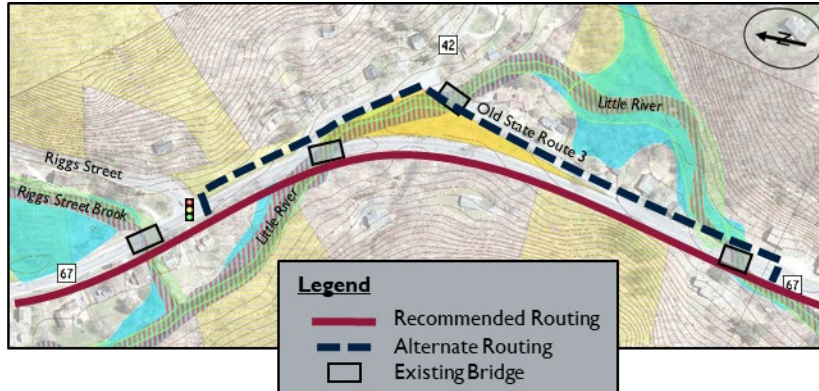 42
N
Old State Route 3
Little River
Riggs Street
Riggs Street Brook
Little River
67
67
Legend
Recommended Routing
Alternate Routing
Existing Bridge